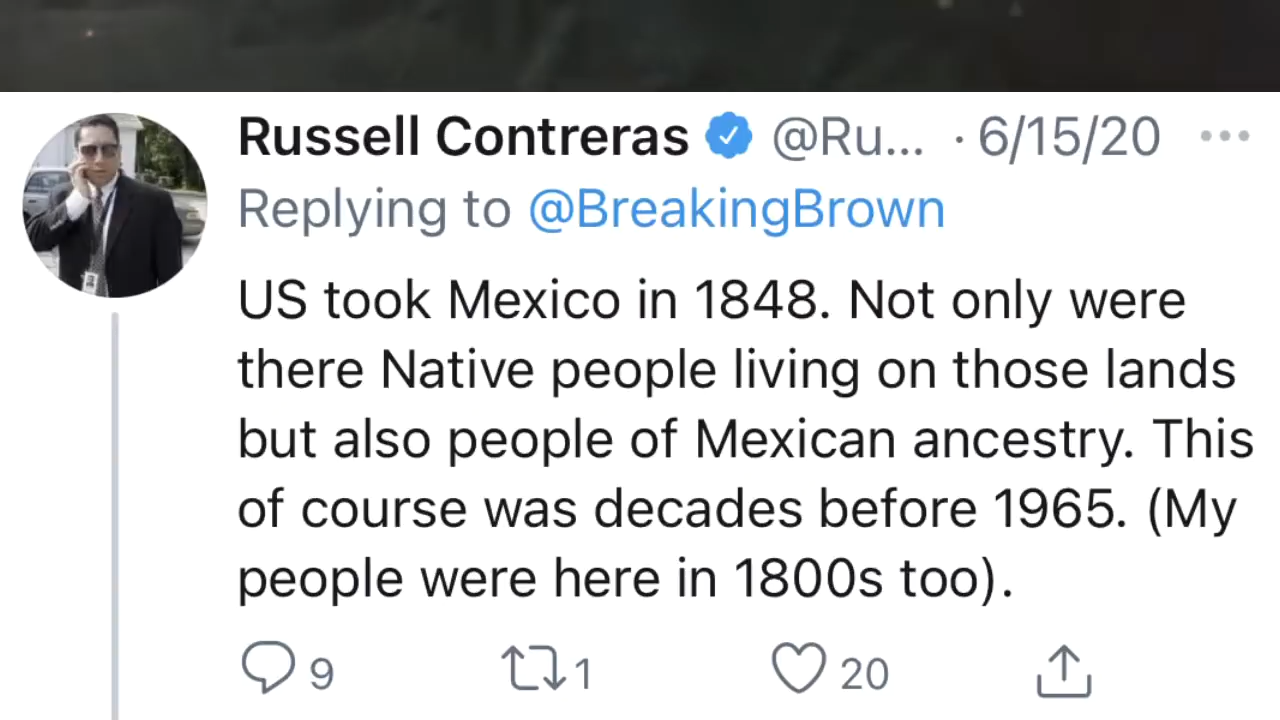 Russell Contreras @Ru... · 6/15/20
Replying to @BreakingBrown
US took Mexico in 1848. Not only were
there Native people living on those lands
but also people of Mexican ancestry. This
of course was decades before 1965. (My
people were here in 1800s too).
9 1 20